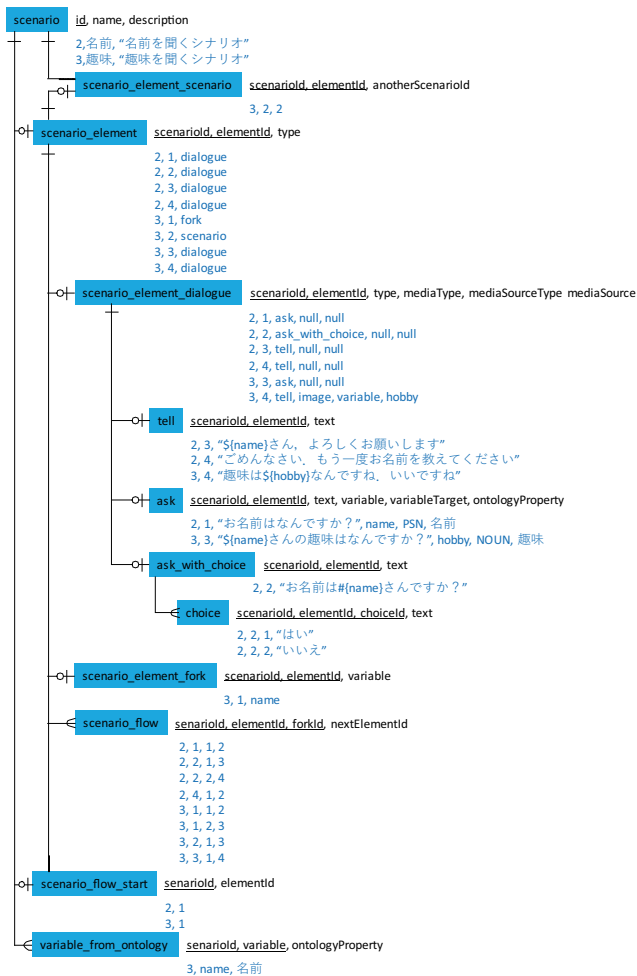 scenario id, name, description
2,名前, “名前を聞くシナリオ”
3,趣味, “趣味を聞くシナリオ”
scenario_element_scenario scenarioId, elementId, anotherScenarioId
3, 2, 2
scenario_element scenarioId, elementId, type
2, 1, dialogue
2, 2, dialogue
2, 3, dialogue
2, 4, dialogue
3, 1, fork
3, 2, scenario
3, 3, dialogue
3, 4, dialogue
scenario_element_dialogue scenarioId, elementId, type, mediaType, mediaSourceType mediaSource
2, 1, ask, null, null
2, 2, ask_with_choice, null, null
2, 3, tell, null, null
2, 4, tell, null, null
3, 3, ask, null, null
3, 4, tell, image, variable, hobby
tell scenarioId, elementId, text
2, 3, “${name}さん，よろしくお願いします”
2, 4, “ごめんなさい．もう一度お名前を教えてください”
3, 4, “趣味は${hobby}なんですね．いいですね”
ask scenarioId, elementId, text, variable, variableTarget, ontologyProperty
2, 1, “お名前はなんですか？”, name, PSN, 名前
3, 3, “${name}さんの趣味はなんですか？”, hobby, NOUN, 趣味
ask_with_choice scenarioId, elementId, text
2, 2, “お名前は#{name}さんですか？”
choice scenarioId, elementId, choiceId, text
2, 2, 1, “はい”
2, 2, 2, “いいえ”
scenario_element_fork scenarioId, elementId, variable
3, 1, name
scenario_flow senarioId, elementId, forkId, nextElementId
2, 1, 1, 2
2, 2, 1, 3
2, 2, 2, 4
2, 4, 1, 2
3, 1, 1, 2
3, 1, 2, 3
3, 2, 1, 3
3, 3, 1, 4
scenario_flow_start senarioId, elementId
2, 1
3, 1
variable_from_ontology senarioId, variable, ontologyProperty
3, name, 名前